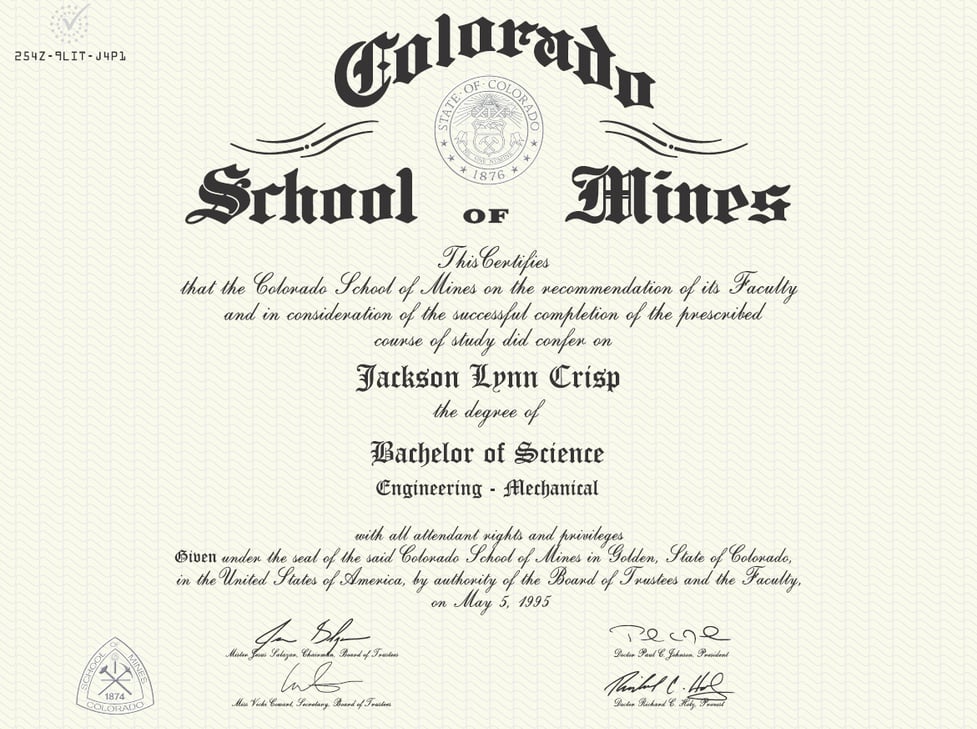 254Z-9LIT-J4P1
Colorado
STATE·OF·COLORADO
1876
School OF Mines
This Certifies
that the Colorado School of Mines on the recommendation of its Faculty
and in consideration of the successful completion of the prescribed
course of study did confer on
Jackson Lynn Crisp
the degree of
Bachelor of Science
Engineering - Mechanical
with all attendant rights and privileges
Given under the seal of the said Colorado School of Mines in Golden, State of Colorado,
in the United States of America, by authority of the Board of Trustees and the Faculty,
on May 5, 1995
Mister Jesus Salazar, Chairman, Board of Trustees
Doctor Paul C. Johnson, President
Miss Vicki Cowart, Secretary, Board of Trustees
Doctor Richard C. Holz, Provost
SCHOOL OF MINES
1874
COLORADO